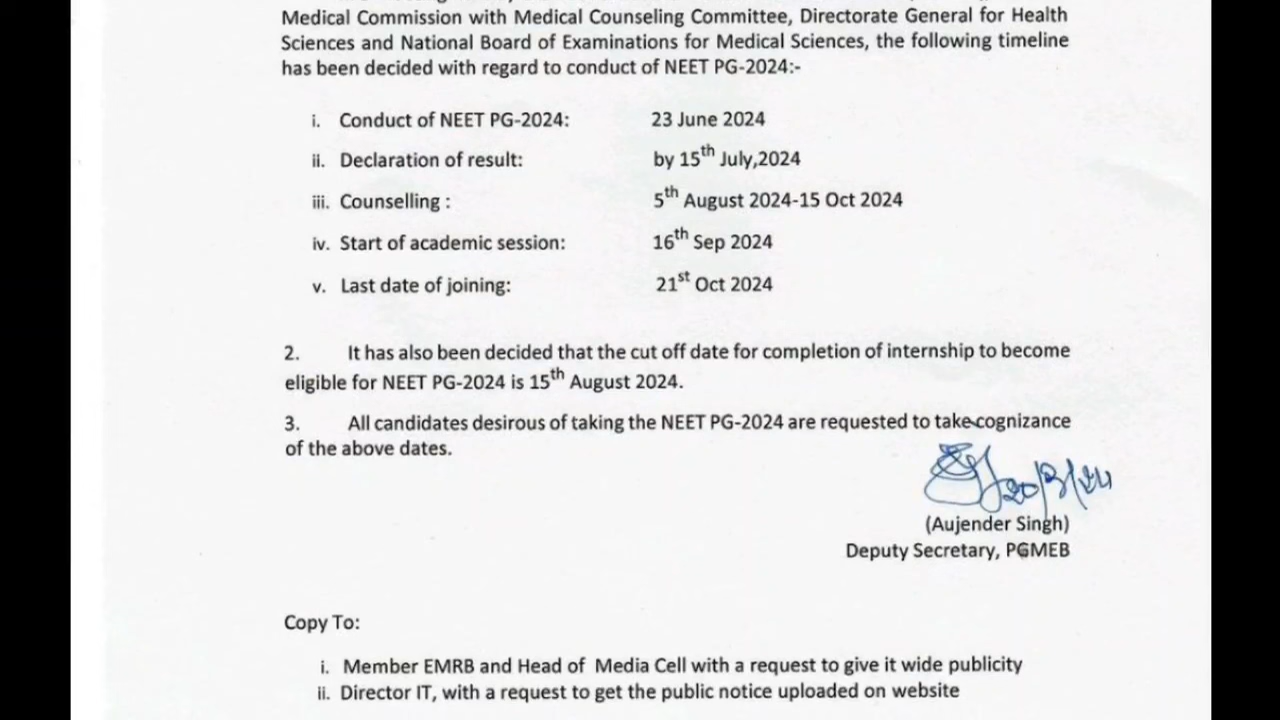 Medical Commission with Medical Counseling Committee, Directorate General for Health
Sciences and National Board of Examinations for Medical Sciences, the following timeline
has been decided with regard to conduct of NEET PG-2024:-
i. Conduct of NEET PG-2024: 23 June 2024
ii. Declaration of result: by 15th July,2024
iii. Counselling : 5th August 2024-15 Oct 2024
iv. Start of academic session: 16th Sep 2024
v. Last date of joining: 21st Oct 2024
2. It has also been decided that the cut off date for completion of internship to become
eligible for NEET PG-2024 is 15th August 2024.
3. All candidates desirous of taking the NEET PG-2024 are requested to take cognizance
of the above dates.
20/3/24
(Aujender Singh)
Deputy Secretary, PGMEB
Copy To:
i. Member EMRB and Head of Media Cell with a request to give it wide publicity
ii. Director IT, with a request to get the public notice uploaded on website